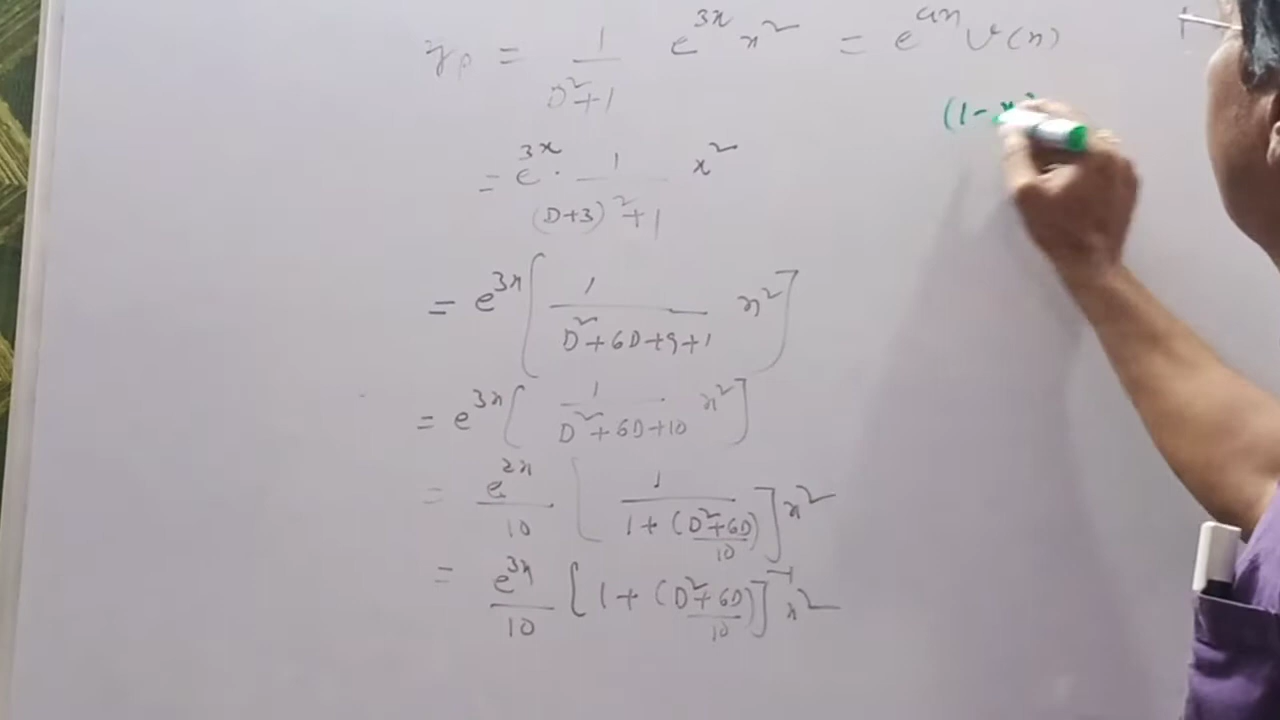 y_p = 1/(D²+1) e^{3x} x² = e^{ax} V(x)
(1-x)
= e^{3x} · 1/((D+3)²+1) x²
= e^{3x} [ 1/(D²+6D+9+1) x² ]
= e^{3x} [ 1/(D²+6D+10) x² ]
= e^{2x}/10 [ 1/(1+(D²+6D)/10) ] x²
= e^{3x}/10 [ 1+(D²+6D)/10 ]^{-1} x²